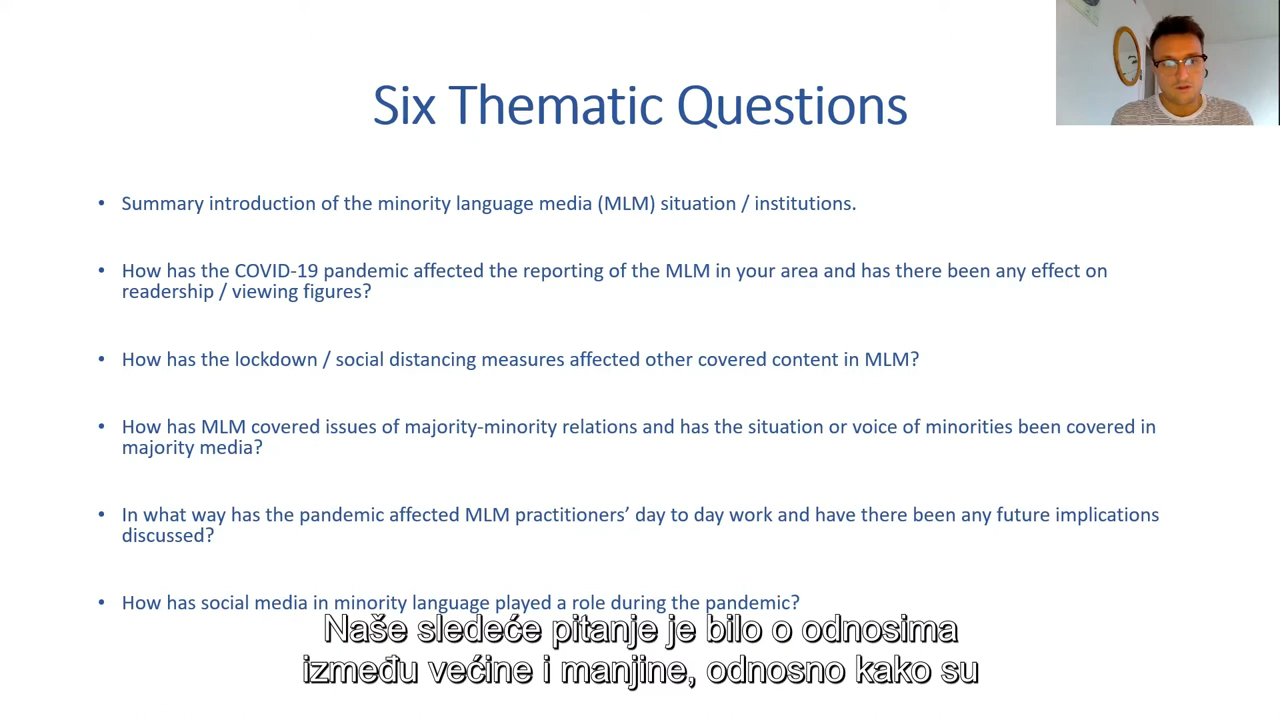 Six Thematic Questions
• Summary introduction of the minority language media (MLM) situation / institutions.
• How has the COVID-19 pandemic affected the reporting of the MLM in your area and has there been any effect on
readership / viewing figures?
• How has the lockdown / social distancing measures affected other covered content in MLM?
• How has MLM covered issues of majority-minority relations and has the situation or voice of minorities been covered in
majority media?
• In what way has the pandemic affected MLM practitioners’ day to day work and have there been any future implications
discussed?
• How has social media in minority language played a role during the pandemic?
Naše sledeće pitanje je bilo o odnosima
između većine i manjine, odnosno kako su